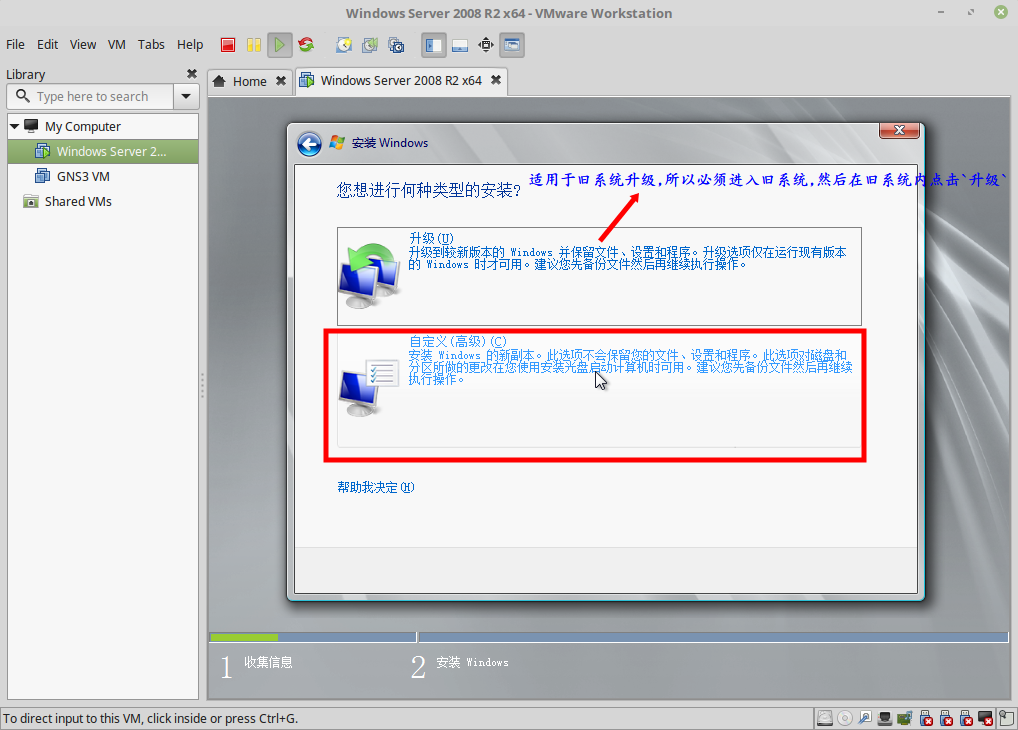 Windows Server 2008 R2 x64 - VMware Workstation
File Edit View VM Tabs Help
Library
Type here to search
My Computer
Windows Server 2...
GNS3 VM
Shared VMs
Home
Windows Server 2008 R2 x64
安装 Windows
您想进行何种类型的安装?
适用于旧系统升级,所以必须进入旧系统,然后在旧系统内点击`升级`
升级(U)
升级到较新版本的 Windows 并保留文件、设置和程序。升级选项仅在运行现有版本
的 Windows 时才可用。建议您先备份文件然后再继续执行操作。
自定义(高级)(C)
安装 Windows 的新副本。此选项不会保留您的文件、设置和程序。此选项对磁盘和
分区所做的更改在您使用安装光盘启动计算机时可用。建议您先备份文件然后再继续
执行操作。
帮助我决定(H)
1 收集信息
2 安装 Windows
To direct input to this VM, click inside or press Ctrl+G.